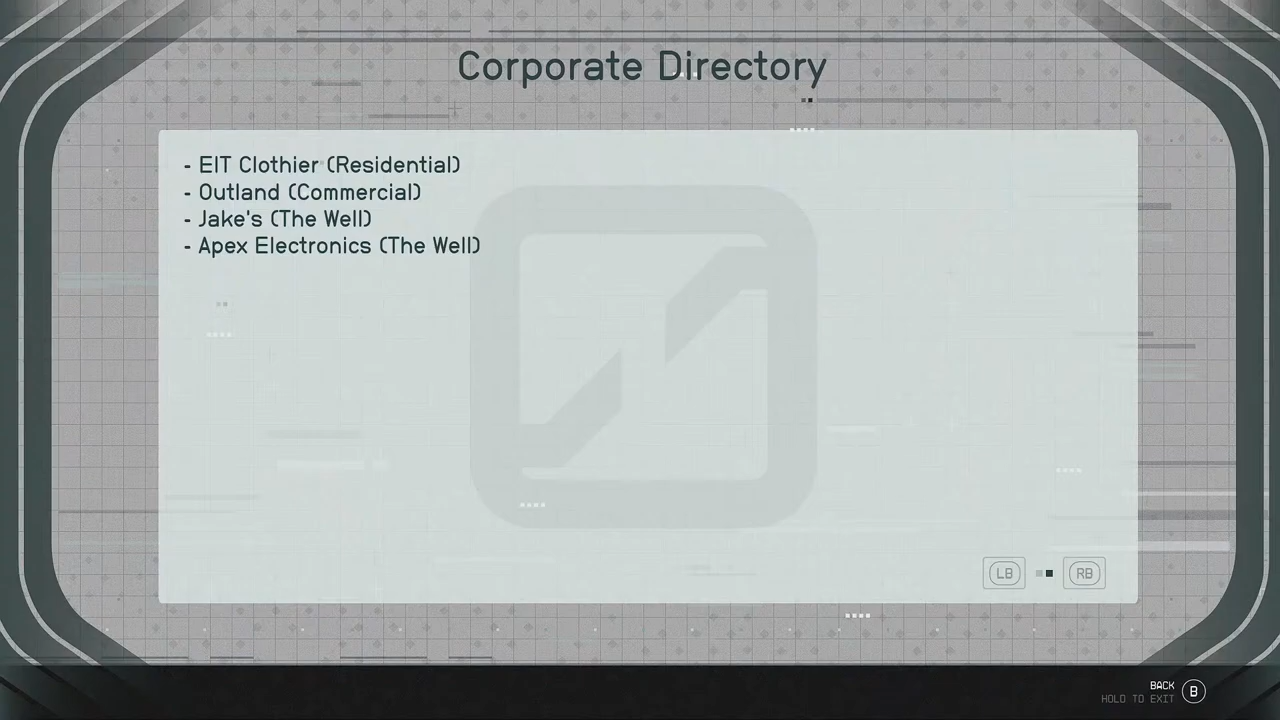 Corporate Directory
- EIT Clothier (Residential)
- Outland (Commercial)
- Jake's (The Well)
- Apex Electronics (The Well)
LB RB
BACK B
HOLD TO EXIT